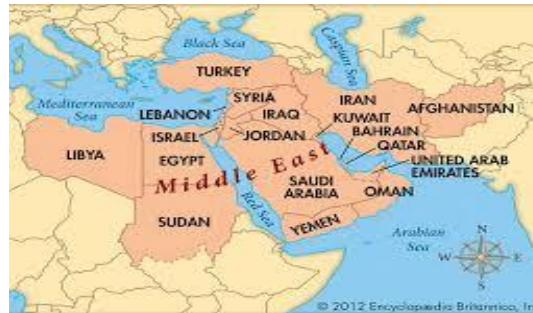 Black Sea
Caspian Sea
TURKEY
Mediterranean
Sea
SYRIA
LEBANON
IRAQ
IRAN
AFGHANISTAN
KUWAIT
ISRAEL
JORDAN
BAHRAIN
QATAR
LIBYA
EGYPT
Middle East
UNITED ARAB
EMIRATES
SAUDI
ARABIA
OMAN
Red Sea
SUDAN
YEMEN
Arabian
Sea
N
W E
S
© 2012 Encyclopædia Britannica, In